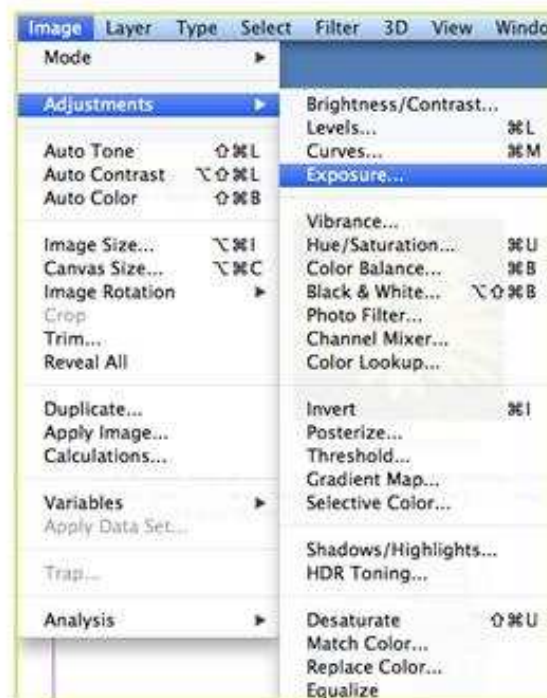 Image Layer Type Select Filter 3D View Windo
Mode ▶
Adjustments ▶
Auto Tone ⇧⌘L
Auto Contrast ⌥⇧⌘L
Auto Color ⇧⌘B
Image Size... ⌥⌘I
Canvas Size... ⌥⌘C
Image Rotation ▶
Crop
Trim...
Reveal All
Duplicate...
Apply Image...
Calculations...
Variables ▶
Apply Data Set...
Trap...
Analysis ▶
Brightness/Contrast...
Levels... ⌘L
Curves... ⌘M
Exposure...
Vibrance...
Hue/Saturation... ⌘U
Color Balance... ⌘B
Black & White... ⌥⇧⌘B
Photo Filter...
Channel Mixer...
Color Lookup...
Invert ⌘I
Posterize...
Threshold...
Gradient Map...
Selective Color...
Shadows/Highlights...
HDR Toning...
Desaturate ⇧⌘U
Match Color...
Replace Color...
Equalize